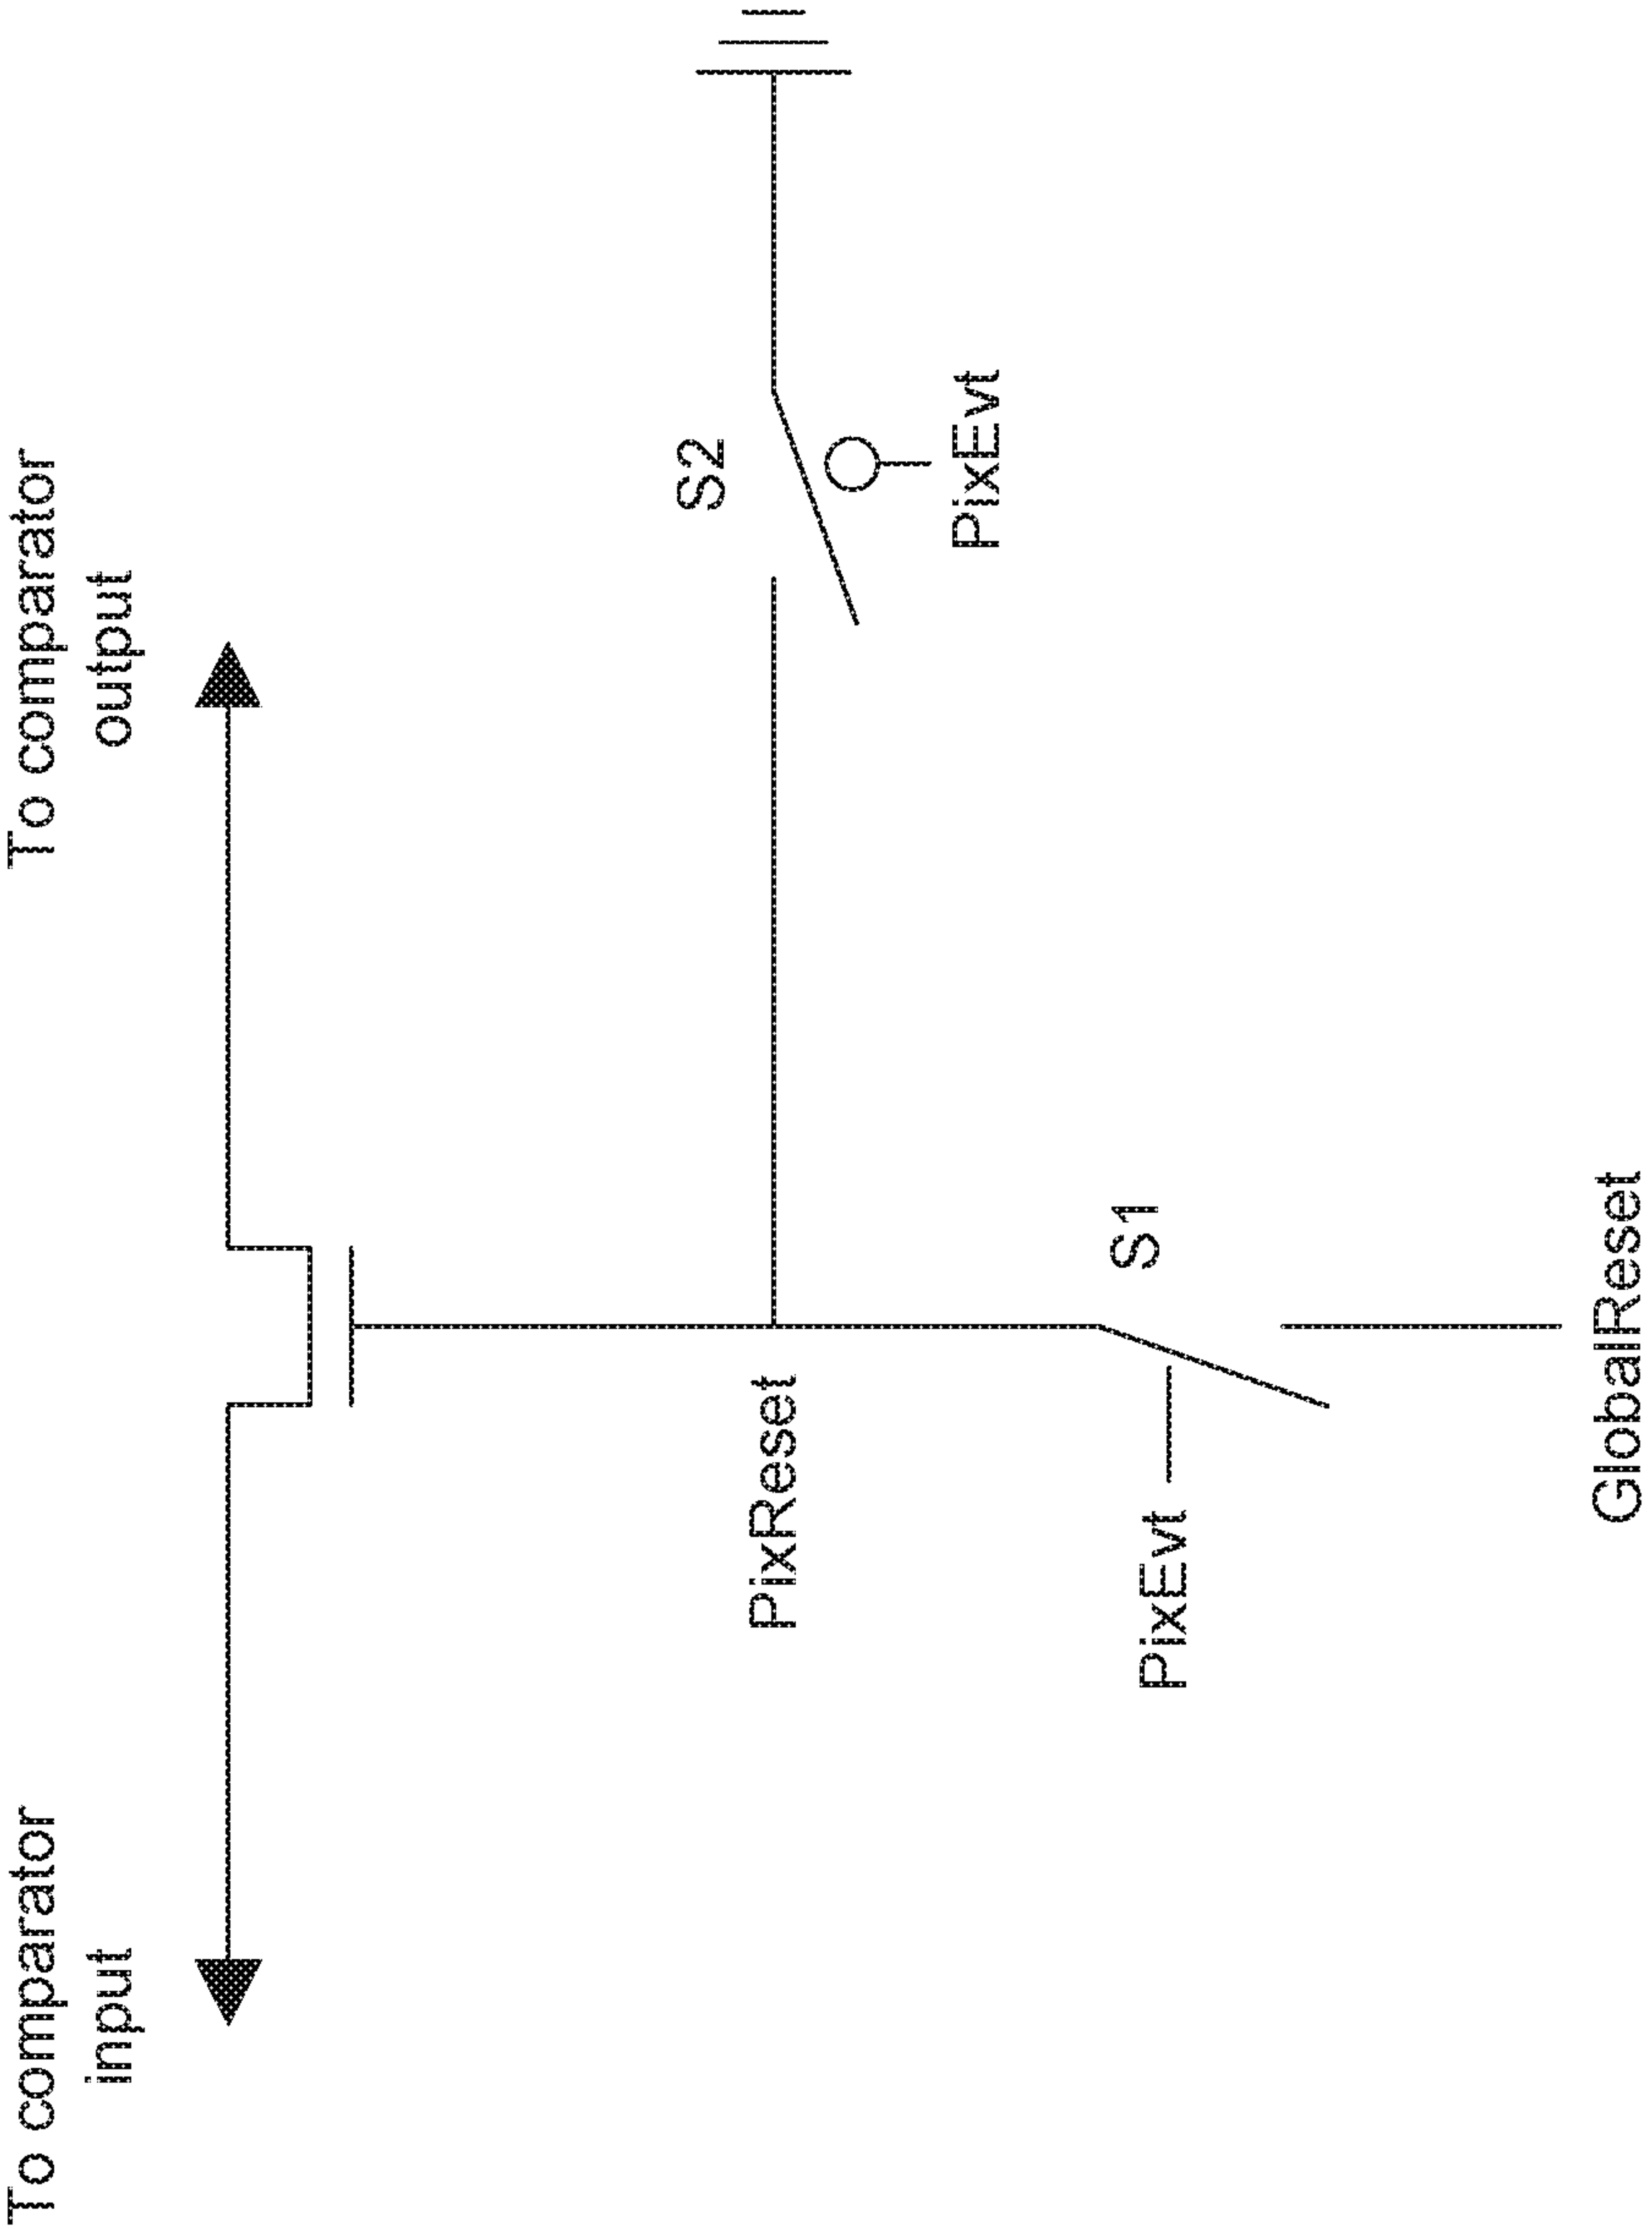 To comparator
input
To comparator
output
PixReset
S2
PixEvt
PixEvt
S1
GlobalReset